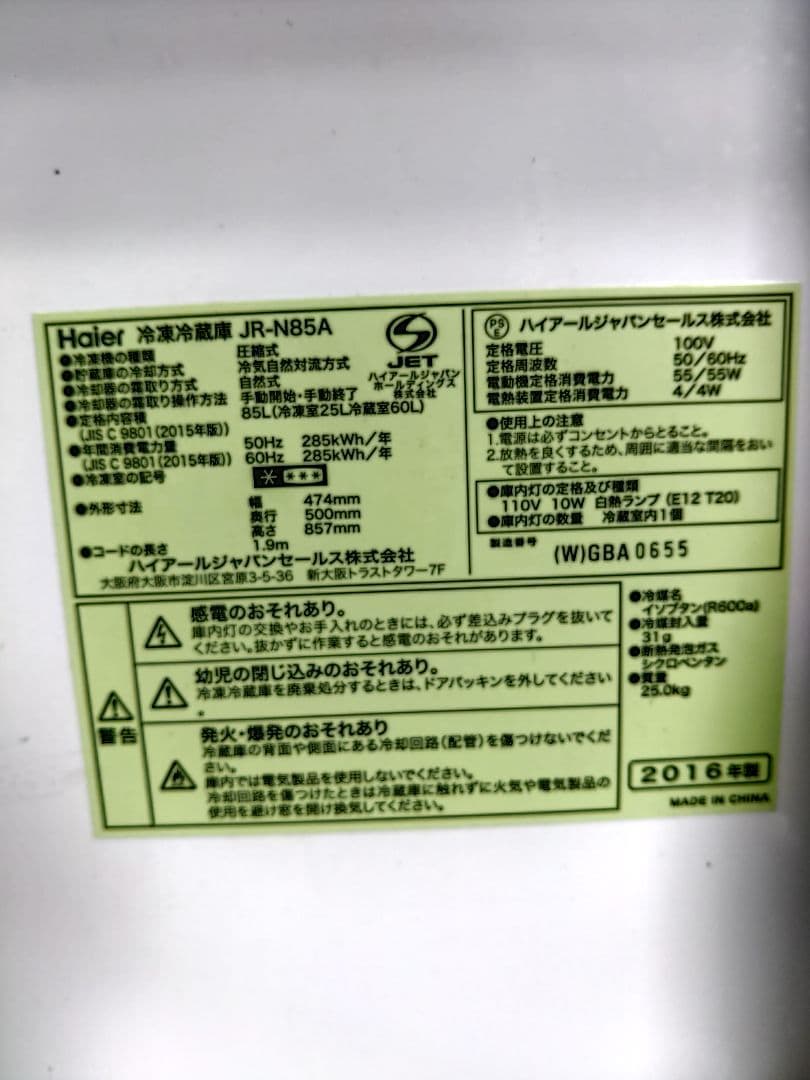 Haier 冷凍冷蔵庫 JR-N85A
●冷凍機の種類 圧縮式
●貯蔵庫の冷却方式 冷気自然対流方式
●冷却器の霜取り方式 自然式
●冷却器の霜取り操作方法 手動開始・手動終了
●定格内容積 85L(冷凍室25L冷蔵室60L)
(JIS C 9801(2015年版))
●年間消費電力量 50Hz 285kWh/年
(JIS C 9801(2015年版)) 60Hz 285kWh/年
●冷凍室の記号
●外形寸法 幅 474mm
奥行 500mm
高さ 857mm
●コードの長さ 1.9m
ハイアールジャパンセールス株式会社
大阪府大阪市淀川区宮原3-5-36 新大阪トラストタワー7F
JET
ハイアールジャパン
ホールディングス
株式会社
PSE ハイアールジャパンセールス株式会社
定格電圧 100V
定格周波数 50/60Hz
電動機定格消費電力 55/55W
電熱装置定格消費電力 4/4W
●使用上の注意
1.電源は必ずコンセントからとること。
2.放熱を良くするため、周囲に適当な間隔をおい
て設置すること。
●庫内灯の定格及び種類
110V 10W 白熱ランプ (E12 T20)
●庫内灯の数量 冷蔵室内1個
製造番号 (W)GBA0655
警告
感電のおそれあり。
庫内灯の交換やお手入れのときには、必ず差込みプラグを抜いて
ください。抜かずに作業すると感電のおそれがあります。
幼児の閉じ込みのおそれあり。
冷凍冷蔵庫を廃棄処分するときは、ドアパッキンを外してください
。
発火・爆発のおそれあり
冷蔵庫の背面や側面にある冷却回路(配管)を傷つけないでくだ
さい。
庫内では電気製品を使用しないでください。
冷却回路を傷つけたときは冷蔵庫に触れずに火気や電気製品の
使用を避け窓を開け換気してください。
●冷媒名
イソブタン(R600a)
●冷媒封入量
31g
●断熱発泡ガス
シクロペンタン
●質量
25.0kg
2016年製
MADE IN CHINA